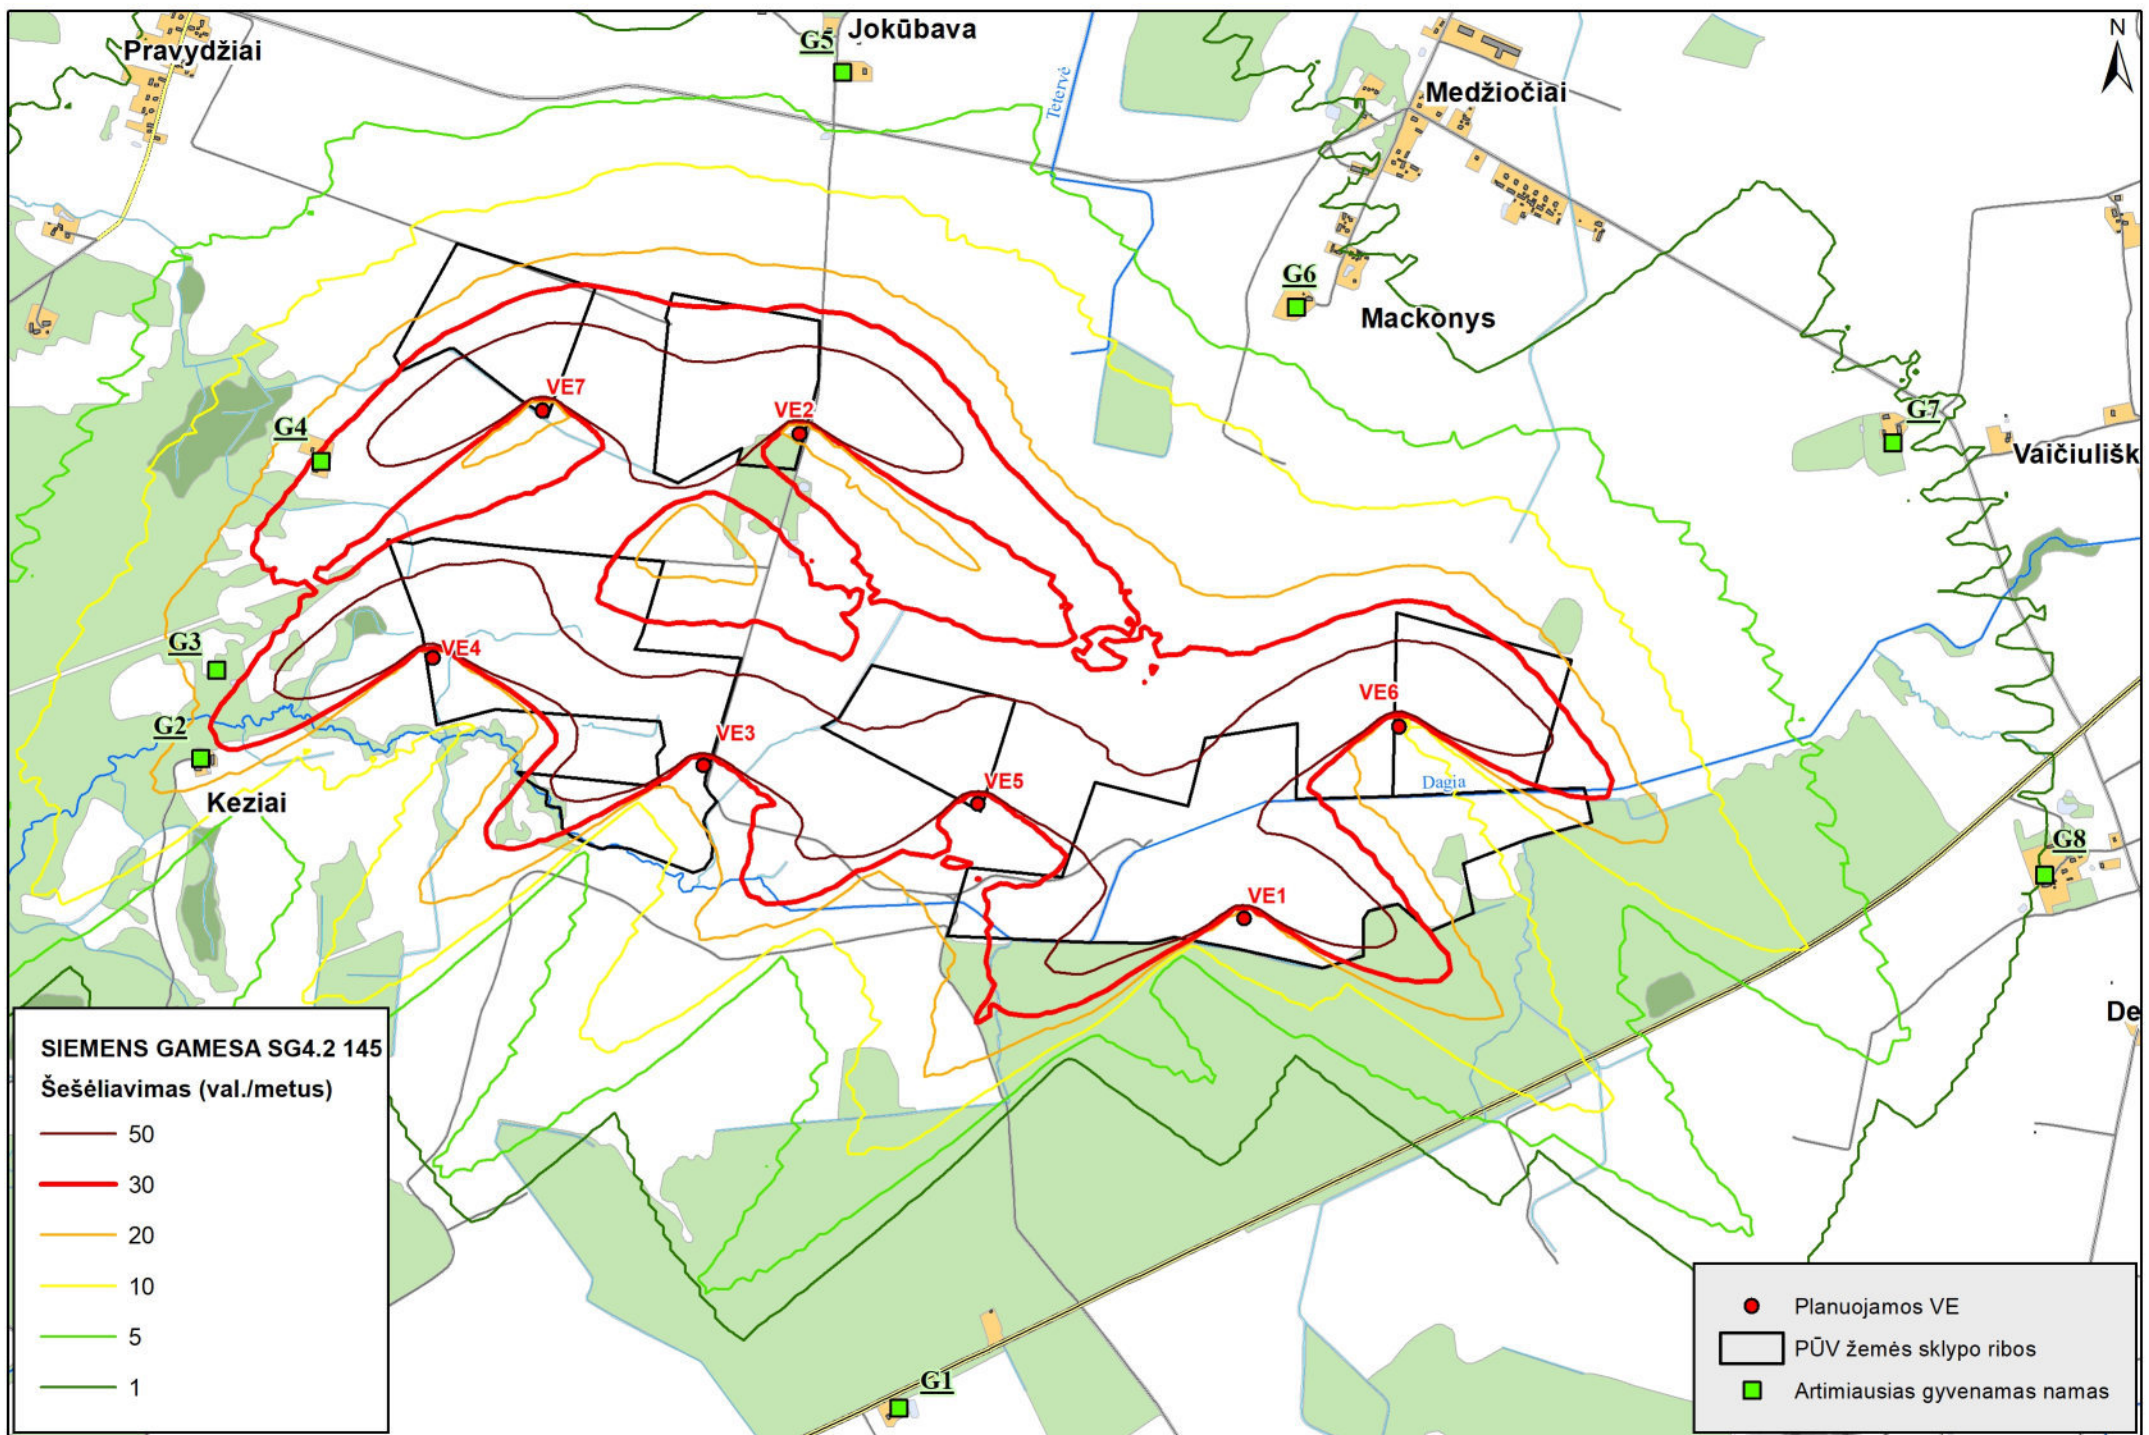 Pravydžiai
G5
Jokūbava
N
Tetervė
Medžiočiai
G6
Mackonys
VE7
VE2
G4
G7
Vaičiulišk
G3
VE4
G2
VE3
VE6
VE5
Dagia
Keziai
G8
VE1
De
SIEMENS GAMESA SG4.2 145
Šešėliavimas (val./metus)
50
30
20
10
5
1
G1
Planuojamos VE
PŪV žemės sklypo ribos
Artimiausias gyvenamas namas